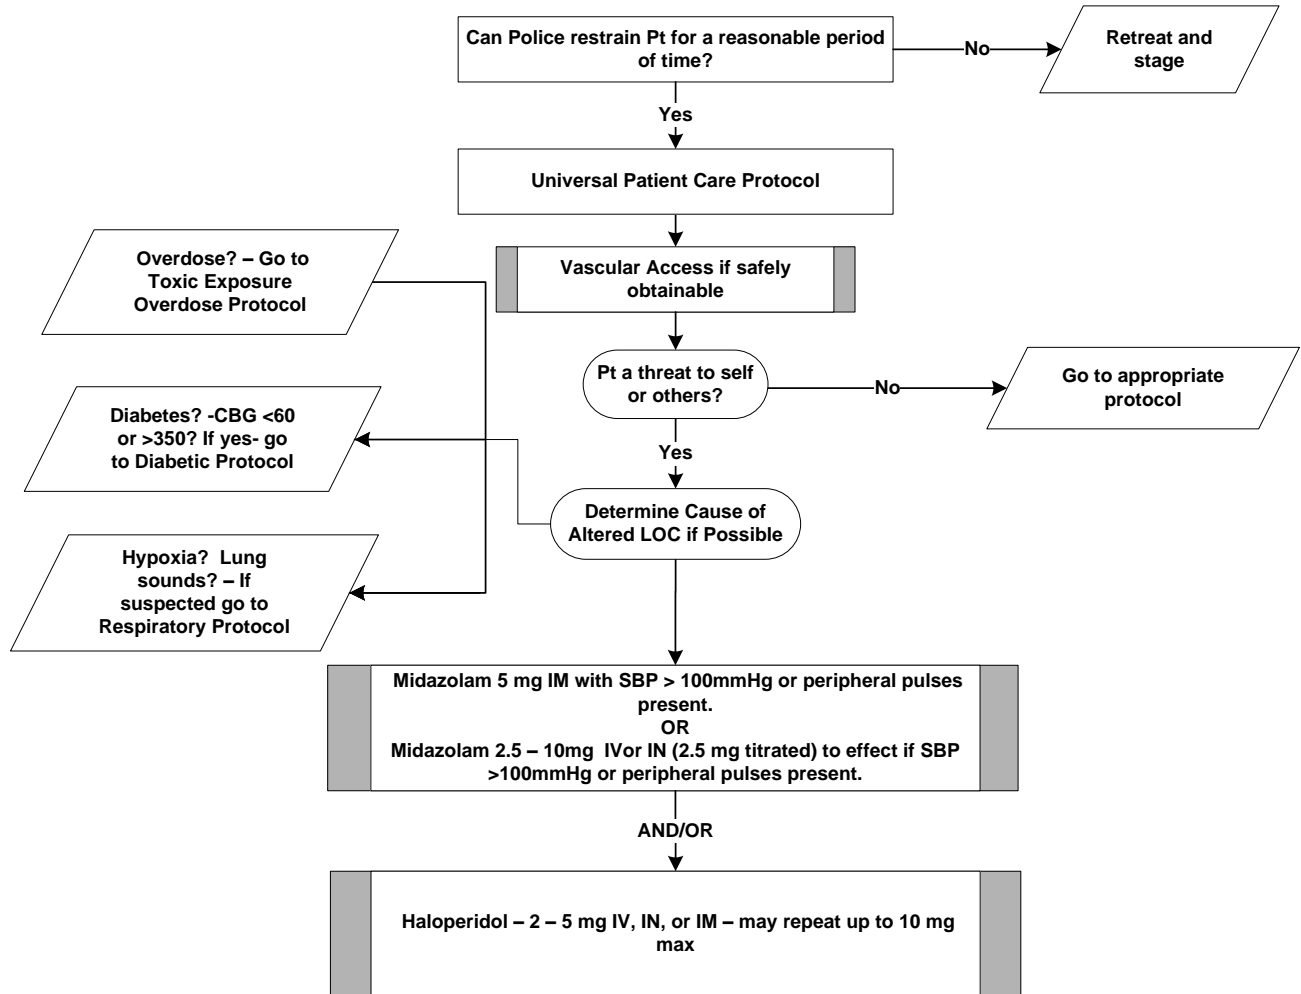 Can Police restrain Pt for a reasonable period
of time?
No
Retreat and
stage
Yes
Universal Patient Care Protocol
Vascular Access if safely
obtainable
Overdose? – Go to
Toxic Exposure
Overdose Protocol
Pt a threat to self
or others?
No
Go to appropriate
protocol
Diabetes? -CBG <60
or >350? If yes- go
to Diabetic Protocol
Yes
Determine Cause of
Altered LOC if Possible
Hypoxia?  Lung
sounds? – If
suspected go to
Respiratory Protocol
Midazolam 5 mg IM with SBP > 100mmHg or peripheral pulses
present.
OR
Midazolam 2.5 – 10mg  IVor IN (2.5 mg titrated) to effect if SBP
>100mmHg or peripheral pulses present.
AND/OR
Haloperidol – 2 – 5 mg IV, IN, or IM – may repeat up to 10 mg
max